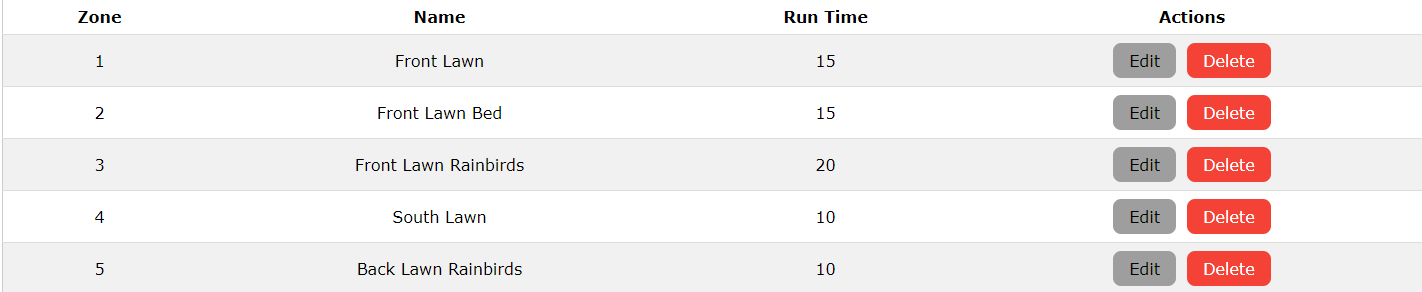 Zone Name Run Time Actions
1 Front Lawn 15 Edit Delete
2 Front Lawn Bed 15 Edit Delete
3 Front Lawn Rainbirds 20 Edit Delete
4 South Lawn 10 Edit Delete
5 Back Lawn Rainbirds 10 Edit Delete